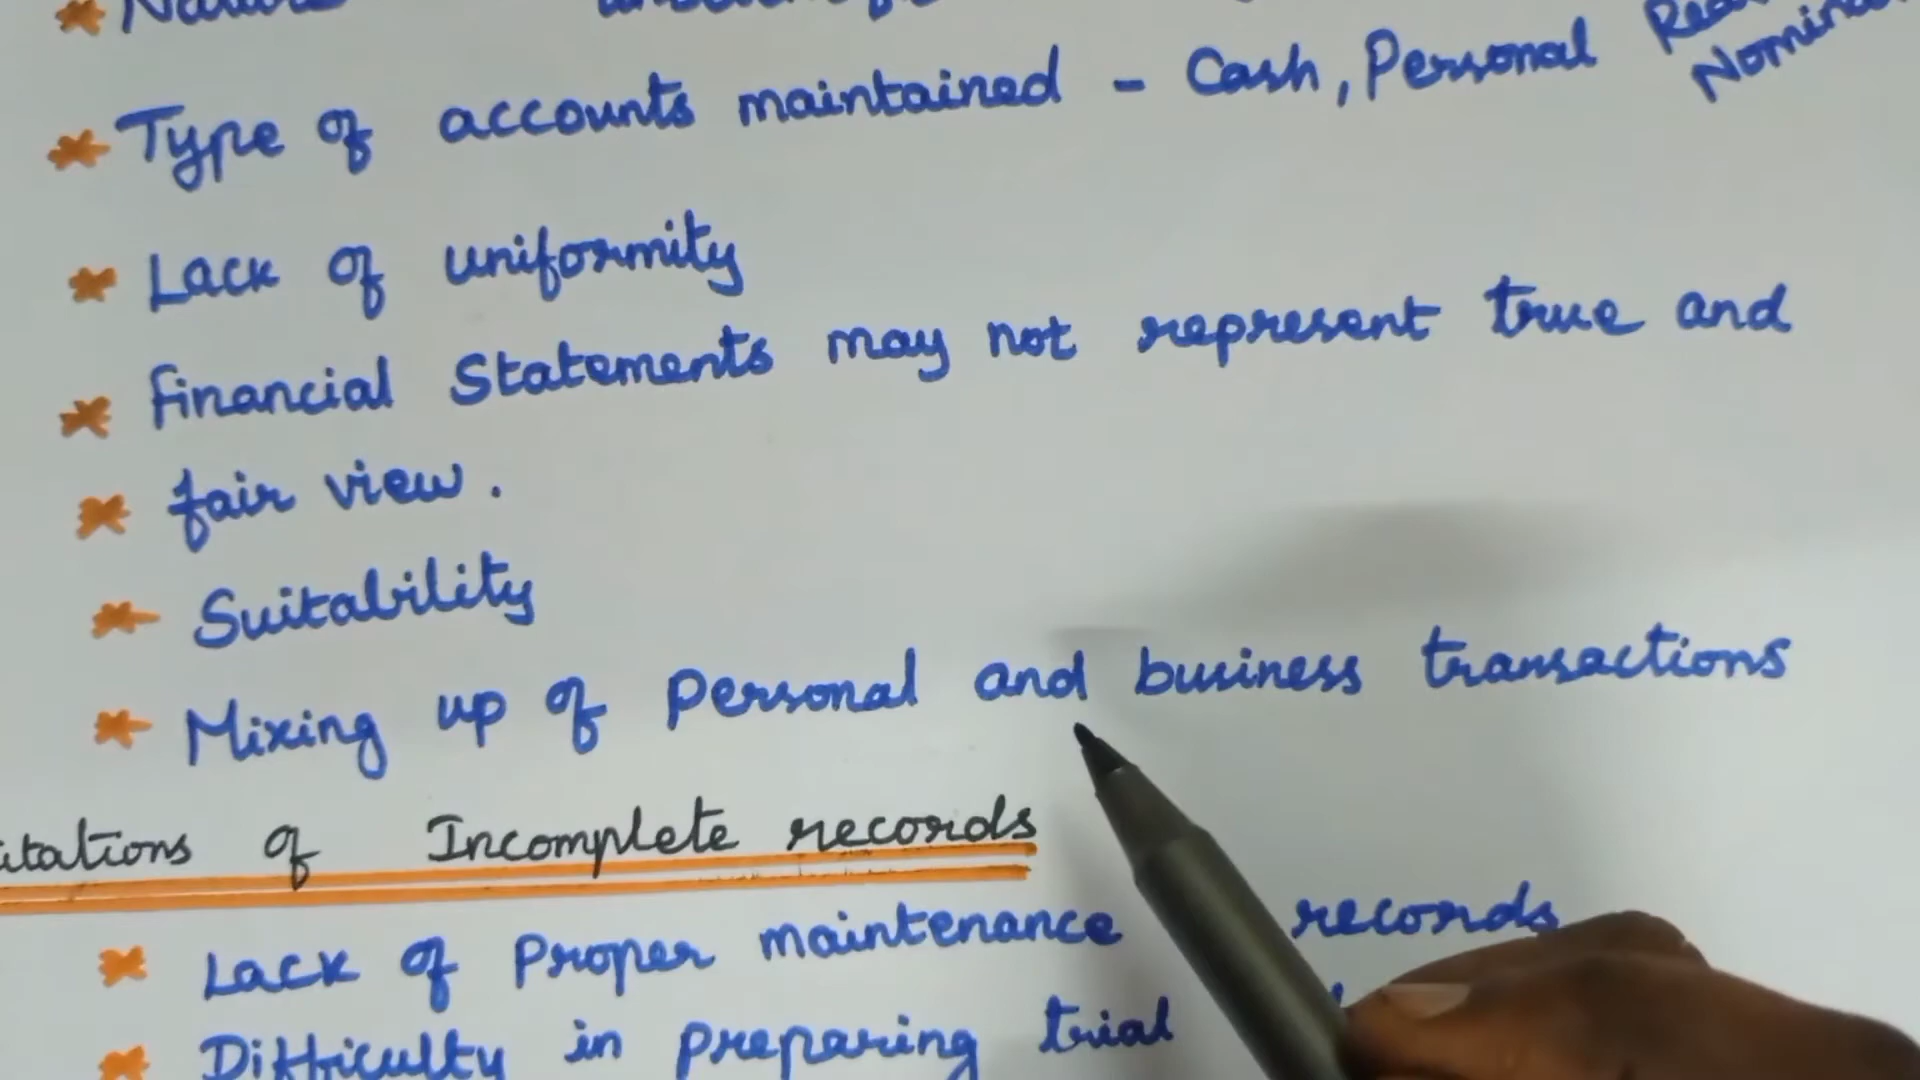 Type of accounts maintained - Cash, Personal
Lack of uniformity
Financial Statements may not represent true and
fair view.
Suitability
Mixing up of Personal and business transactions
of Incomplete records
Lack of Proper maintenance records
Difficulty in preparing trial